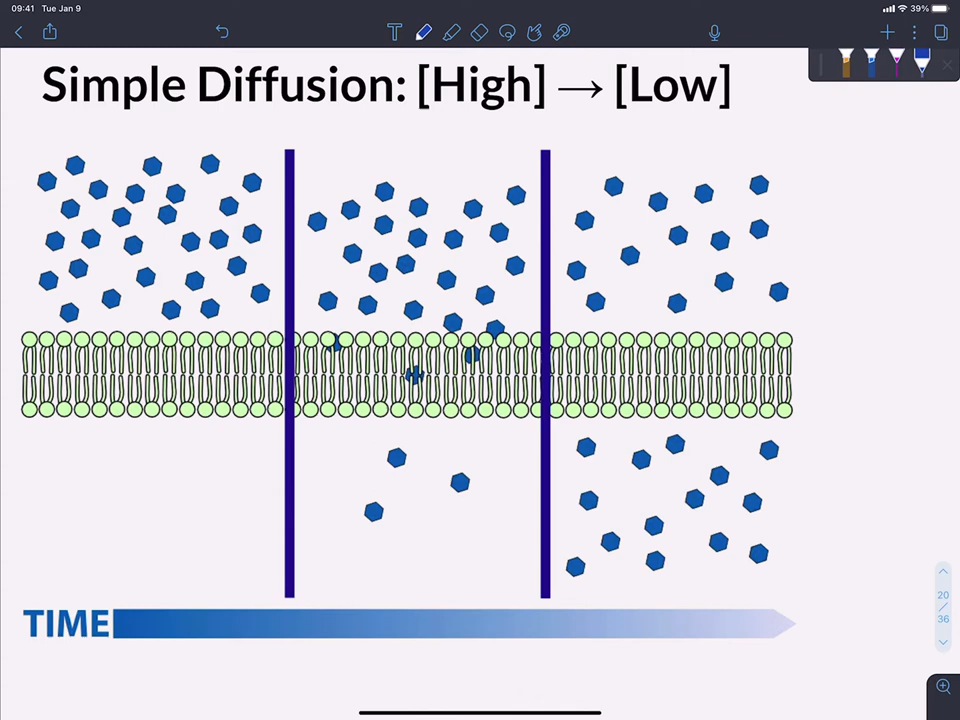 09:41 Tue Jan 9
39%
T
Simple Diffusion: [High] → [Low]
TIME
20
/
36